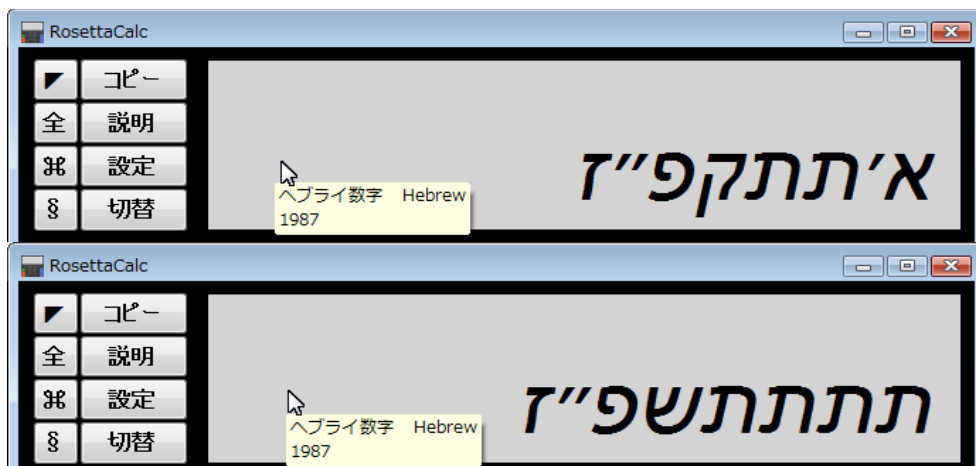 RosettaCalc
◤ コピー
全 説明
⌘ 設定
§ 切替
א׳תתקפ״ז
ヘブライ数字　Hebrew
1987
RosettaCalc
◤ コピー
全 説明
⌘ 設定
§ 切替
תתתתשפ״ז
ヘブライ数字　Hebrew
1987